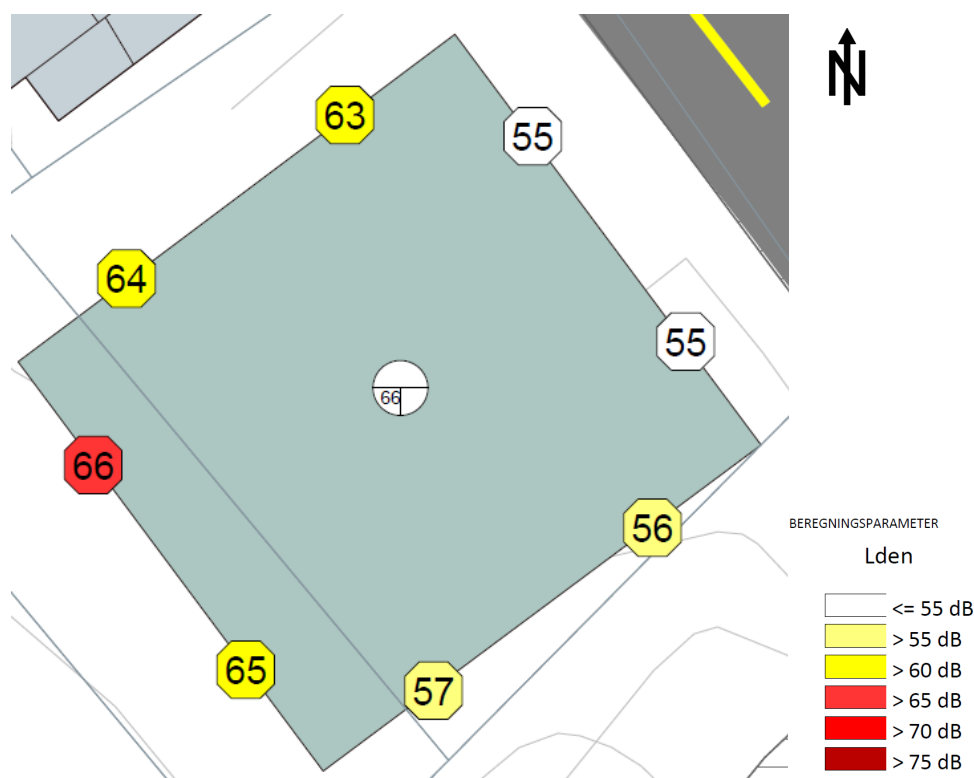 N
63
55
64
55
66
66
56
BEREGNINGSPARAMETER
Lden
<= 55 dB
> 55 dB
65
> 60 dB
57
> 65 dB
> 70 dB
> 75 dB